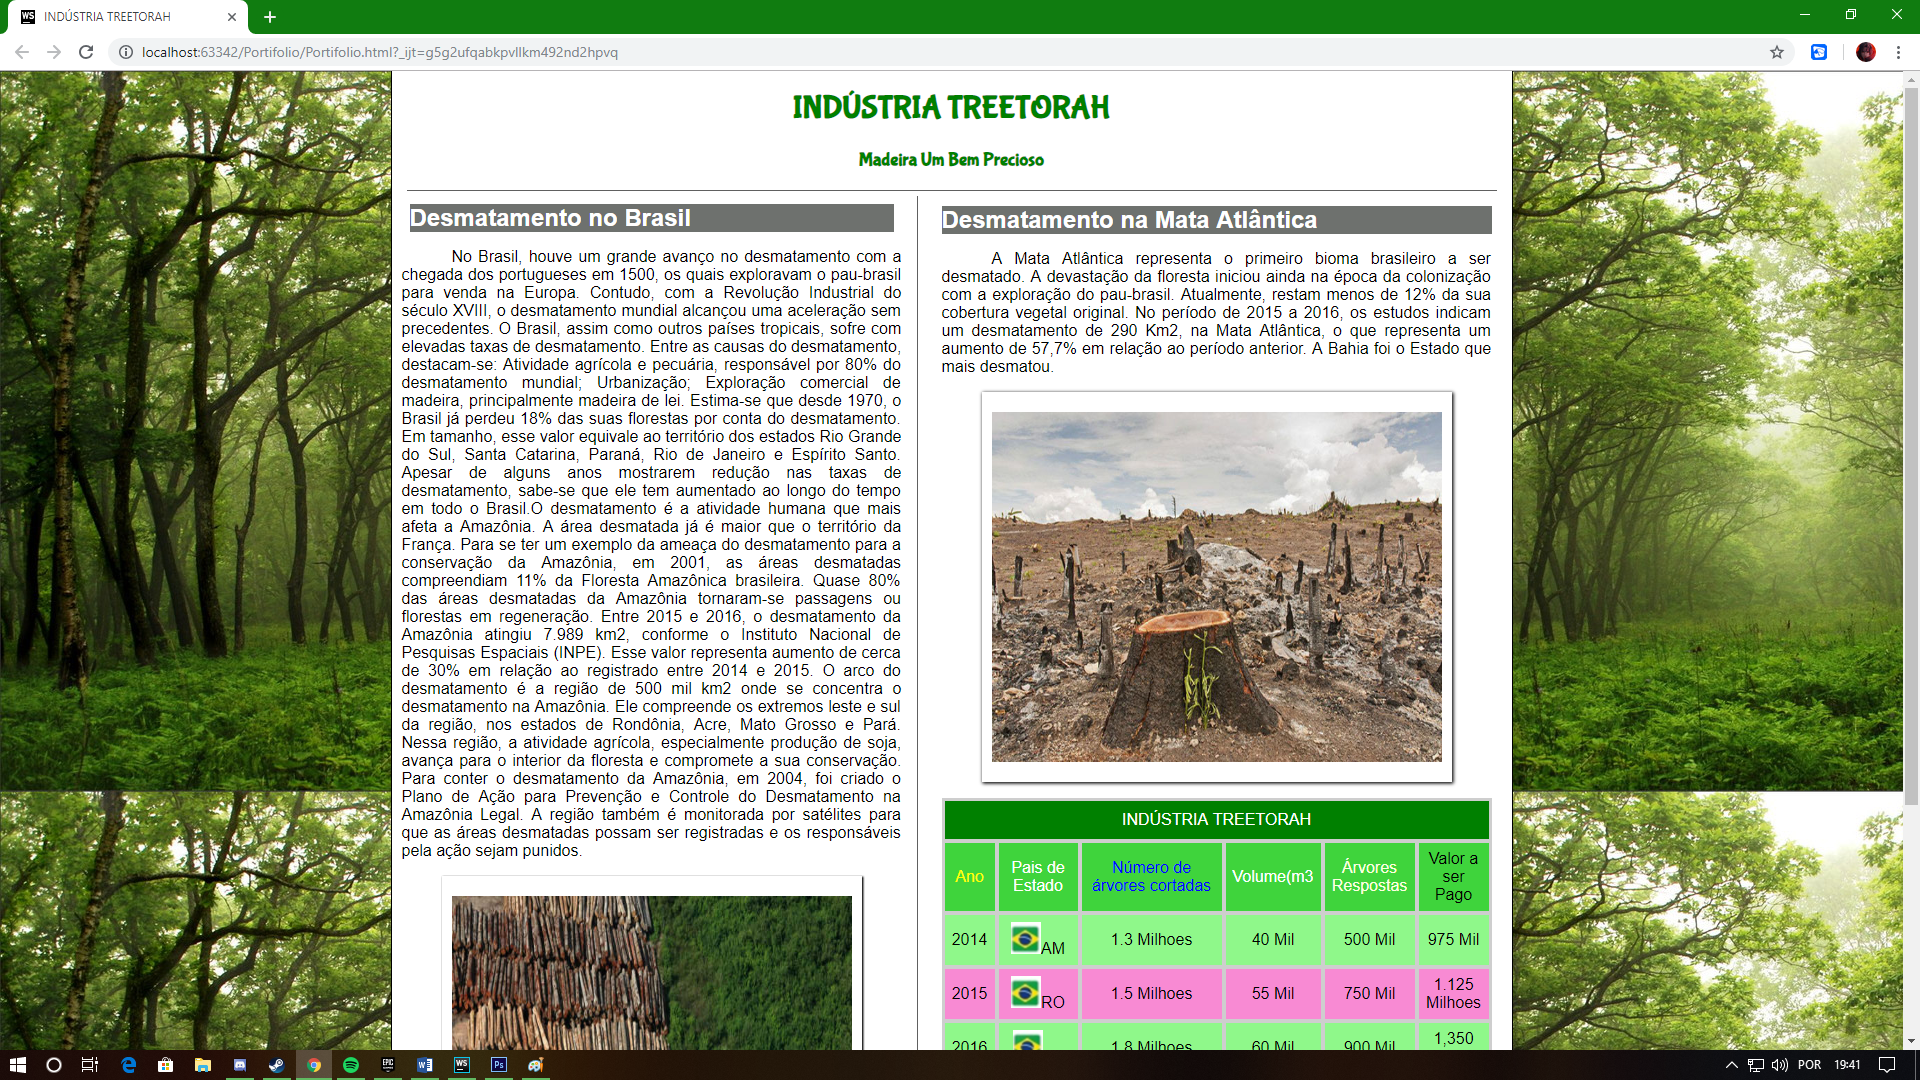 INDÚSTRIA TREETORAH
localhost:63342/Portifolio/Portifolio.html?_ijt=g5g2ufqabkpvllkm492nd2hpvq
INDÚSTRIA TREETORAH
Madeira Um Bem Precioso
Desmatamento no Brasil
No Brasil, houve um grande avanço no desmatamento com a
chegada dos portugueses em 1500, os quais exploravam o pau-brasil
para venda na Europa. Contudo, com a Revolução Industrial do
século XVIII, o desmatamento mundial alcançou uma aceleração sem
precedentes. O Brasil, assim como outros países tropicais, sofre com
elevadas taxas de desmatamento. Entre as causas do desmatamento,
destacam-se: Atividade agrícola e pecuária, responsável por 80% do
desmatamento mundial; Urbanização; Exploração comercial de
madeira, principalmente madeira de lei. Estima-se que desde 1970, o
Brasil já perdeu 18% das suas florestas por conta do desmatamento.
Em tamanho, esse valor equivale ao território dos estados Rio Grande
do Sul, Santa Catarina, Paraná, Rio de Janeiro e Espírito Santo.
Apesar de alguns anos mostrarem redução nas taxas de
desmatamento, sabe-se que ele tem aumentado ao longo do tempo
em todo o Brasil.O desmatamento é a atividade humana que mais
afeta a Amazônia. A área desmatada já é maior que o território da
França. Para se ter um exemplo da ameaça do desmatamento para a
conservação da Amazônia, em 2001, as áreas desmatadas
compreendiam 11% da Floresta Amazônica brasileira. Quase 80%
das áreas desmatadas da Amazônia tornaram-se passagens ou
florestas em regeneração. Entre 2015 e 2016, o desmatamento da
Amazônia atingiu 7.989 km2, conforme o Instituto Nacional de
Pesquisas Espaciais (INPE). Esse valor representa aumento de cerca
de 30% em relação ao registrado entre 2014 e 2015. O arco do
desmatamento é a região de 500 mil km2 onde se concentra o
desmatamento na Amazônia. Ele compreende os extremos leste e sul
da região, nos estados de Rondônia, Acre, Mato Grosso e Pará.
Nessa região, a atividade agrícola, especialmente produção de soja,
avança para o interior da floresta e compromete a sua conservação.
Para conter o desmatamento da Amazônia, em 2004, foi criado o
Plano de Ação para Prevenção e Controle do Desmatamento na
Amazônia Legal. A região também é monitorada por satélites para
que as áreas desmatadas possam ser registradas e os responsáveis
pela ação sejam punidos.
Desmatamento na Mata Atlântica
A Mata Atlântica representa o primeiro bioma brasileiro a ser
desmatado. A devastação da floresta iniciou ainda na época da colonização
com a exploração do pau-brasil. Atualmente, restam menos de 12% da sua
cobertura vegetal original. No período de 2015 a 2016, os estudos indicam
um desmatamento de 290 Km2, na Mata Atlântica, o que representa um
aumento de 57,7% em relação ao período anterior. A Bahia foi o Estado que
mais desmatou.
INDÚSTRIA TREETORAH
Ano Pais de Estado Número de árvores cortadas Volume(m3 Árvores Respostas Valor a ser Pago
2014 AM 1.3 Milhoes 40 Mil 500 Mil 975 Mil
2015 RO 1.5 Milhoes 55 Mil 750 Mil 1.125 Milhoes
2016 1.8 Milhoes 60 Mil 900 Mil 1,350
POR 19:41